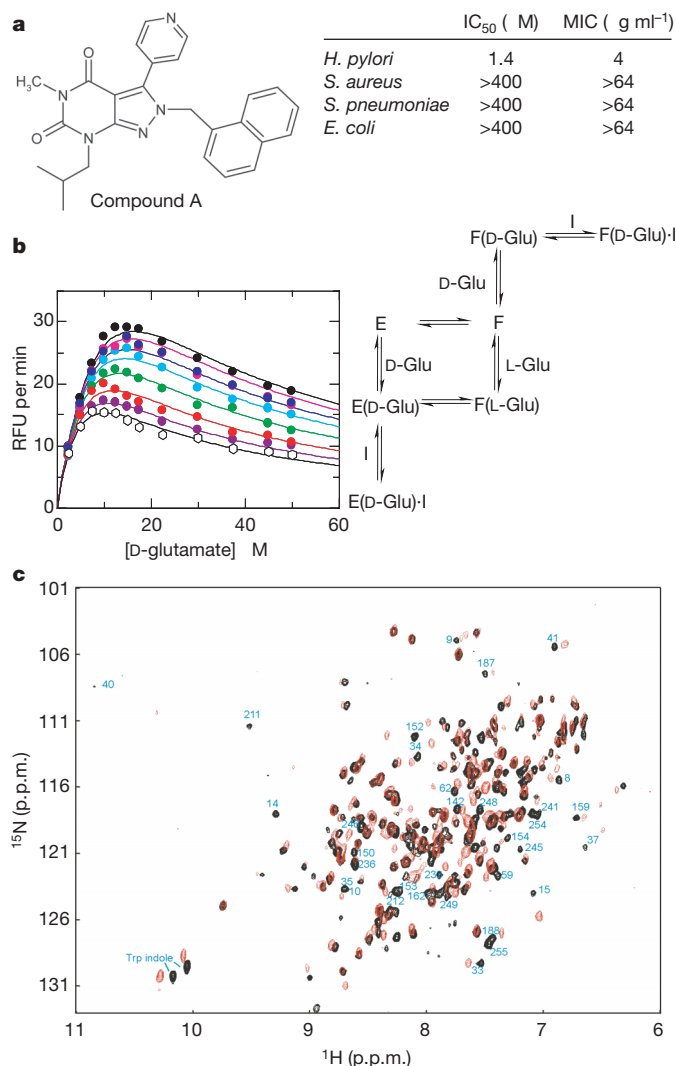 a
IC50 ( M) MIC ( g ml−1)
H. pylori 1.4 4
S. aureus >400 >64
S. pneumoniae >400 >64
E. coli >400 >64
N
O
H3C N
N
O N N
Compound A
b
RFU per min
30
20
10
0
0 20 40 60
[D-glutamate] M
I
F(D-Glu) F(D-Glu)·I
D-Glu
E F
D-Glu L-Glu
E(D-Glu) F(L-Glu)
I
E(D-Glu)·I
c
15N (p.p.m.)
101
106
111
116
121
126
131
9 41
187
40
211
152
34
8
14 62 142 248 241 159
254
240 154 37
150 245
236
35 59
10 153 15
162
212 249
188
255
Trp indole
33
11 10 9 8 7 6
1H (p.p.m.)